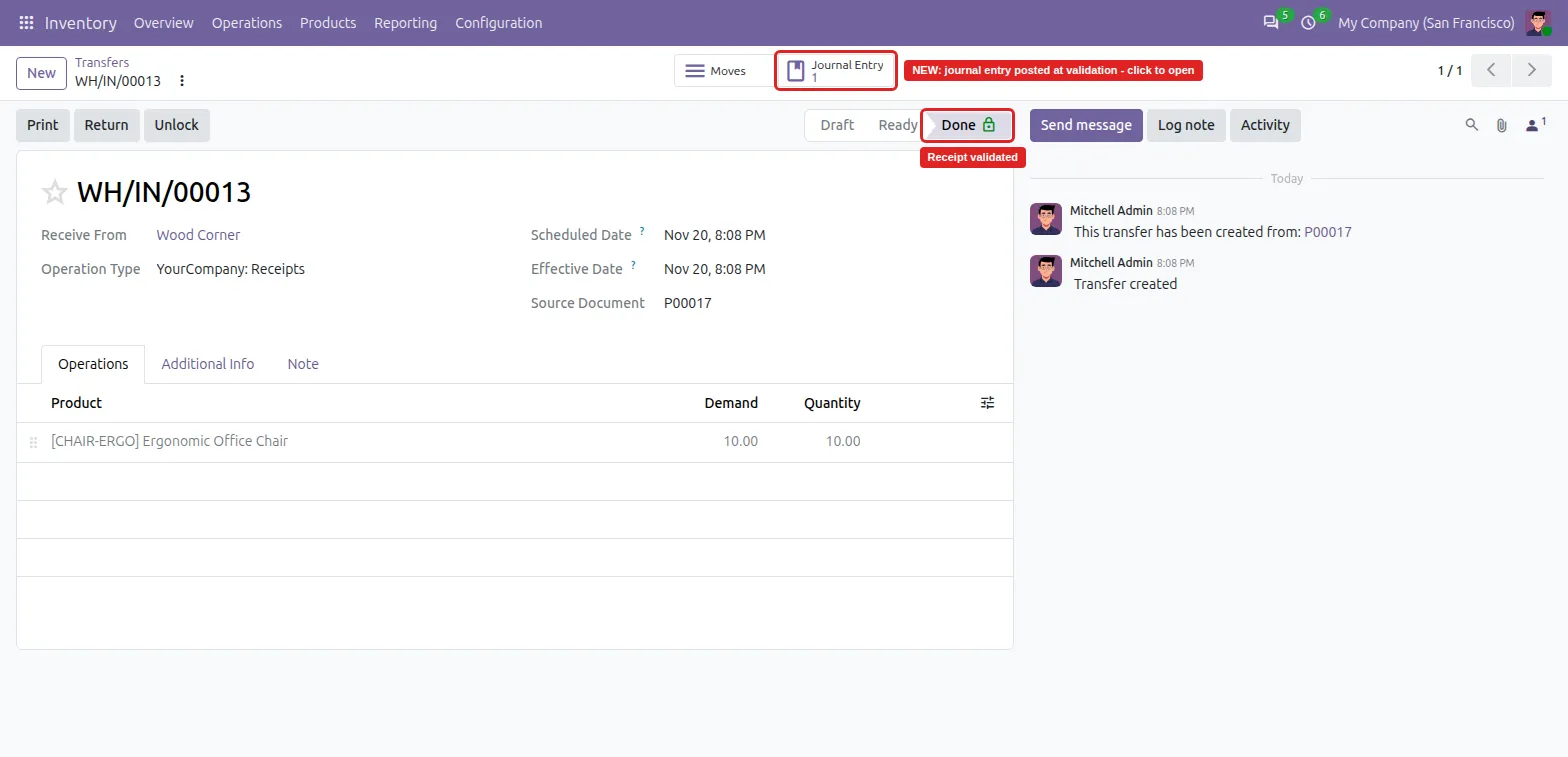 Inventory Overview Operations Products Reporting Configuration 5 6 My Company (San Francisco)
New Transfers
WH/IN/00013
Moves
Journal Entry
1
NEW: journal entry posted at validation - click to open
1 / 1
Print Return Unlock
Draft Ready Done
Send message Log note Activity 1
Receipt validated
WH/IN/00013
Receive From Wood Corner
Operation Type YourCompany: Receipts
Scheduled Date ? Nov 20, 8:08 PM
Effective Date ? Nov 20, 8:08 PM
Source Document P00017
Operations Additional Info Note
Product Demand Quantity
[CHAIR-ERGO] Ergonomic Office Chair 10.00 10.00
Today
Mitchell Admin 8:08 PM
This transfer has been created from: P00017
Mitchell Admin 8:08 PM
Transfer created